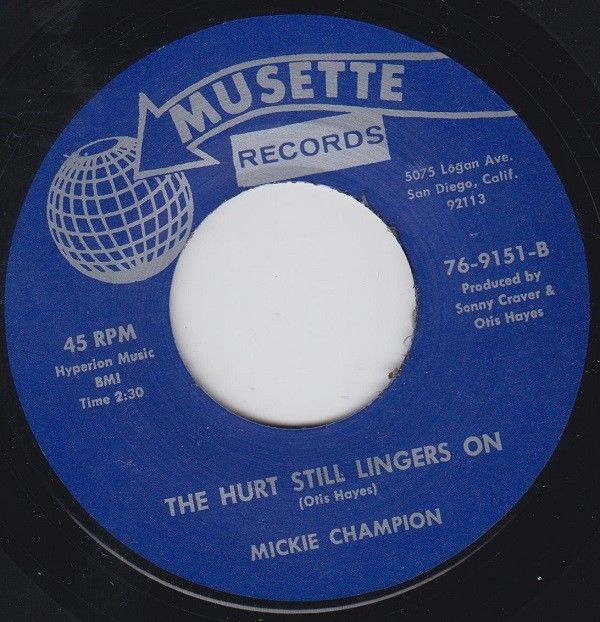 MUSETTE
RECORDS
5075 Logan Ave.
San Diego, Calif.
92113
76-9151-B
Produced by
Sonny Craver &
Otis Hayes
45 RPM
Hyperion Music
BMI
Time 2:30
THE HURT STILL LINGERS ON
(Otis Hayes)
MICKIE CHAMPION